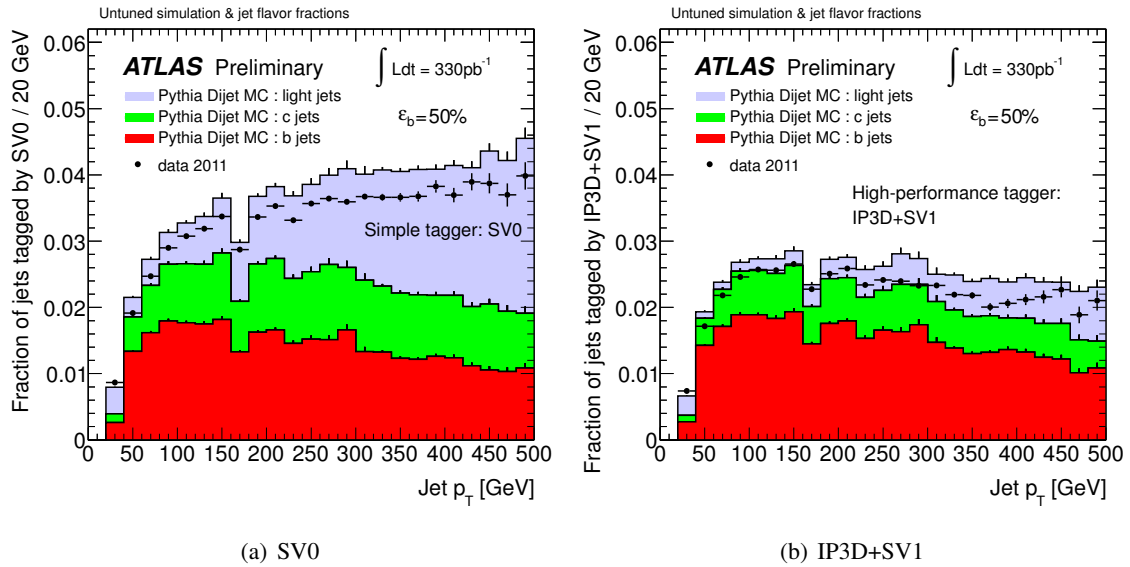 Untuned simulation & jet flavor fractions
Fraction of jets tagged by SV0 / 20 GeV
0.06
0.05
0.04
0.03
0.02
0.01
0
ATLAS Preliminary
∫ Ldt = 330pb⁻¹
Pythia Dijet MC : light jets
Pythia Dijet MC : c jets
Pythia Dijet MC : b jets
data 2011
ε_b=50%
Simple tagger: SV0
0 50 100 150 200 250 300 350 400 450 500
Jet p_T [GeV]
(a) SV0
Untuned simulation & jet flavor fractions
Fraction of jets tagged by IP3D+SV1 / 20 GeV
0.06
0.05
0.04
0.03
0.02
0.01
0
ATLAS Preliminary
∫ Ldt = 330pb⁻¹
Pythia Dijet MC : light jets
Pythia Dijet MC : c jets
Pythia Dijet MC : b jets
data 2011
ε_b=50%
High-performance tagger:
IP3D+SV1
0 50 100 150 200 250 300 350 400 450 500
Jet p_T [GeV]
(b) IP3D+SV1